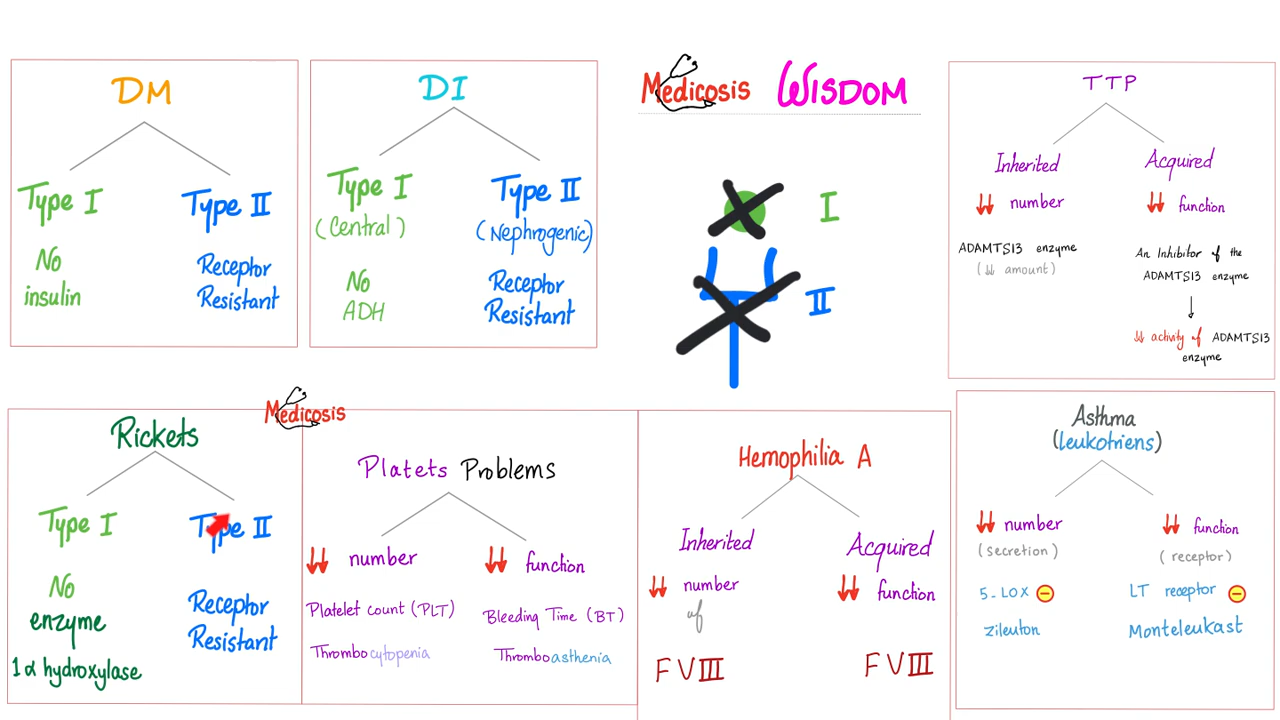 DM
Type I
Type II
No
insulin
Receptor
Resistant
DI
Type I
(Central)
Type II
(Nephrogenic)
No
ADH
Receptor
Resistant
Medicosis WISDOM
I
II
TTP
Inherited
Acquired
↓↓ number
↓↓ function
ADAMTS13 enzyme
(↓↓ amount)
An Inhibitor of the
ADAMTS13 enzyme
↓
↓↓ activity of ADAMTS13
enzyme
Medicosis
Rickets
Type I
Type II
No
enzyme
1α hydroxylase
Receptor
Resistant
Platets Problems
↓↓ number
↓↓ function
Platelet count (PLT)
Bleeding Time (BT)
Thrombocytopenia
Thromboasthenia
Hemophilia A
Inherited
Acquired
↓↓ number
of
↓↓ function
FVIII
FVIII
Asthma
(leukotriens)
↓↓ number
(secretion)
↓↓ function
(receptor)
5-LOX ⊖
LT receptor ⊖
Zileuton
Monteleukast